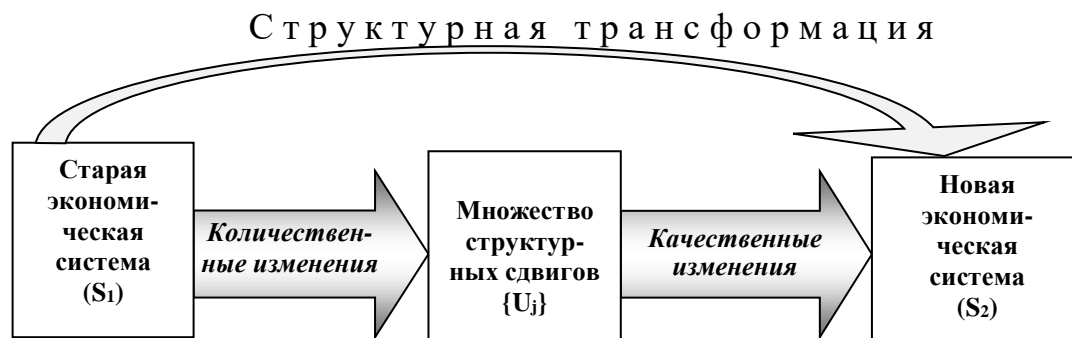 Структурная трансформация
Старая
экономи-
ческая
система
(S₁)
Количествен-
ные изменения
Множество
структур-
ных сдвигов
{Uⱼ}
Качественные
изменения
Новая
экономи-
ческая
система
(S₂)